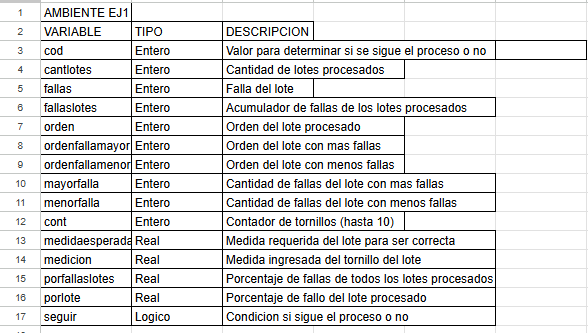 1 AMBIENTE EJ1
2 VARIABLE TIPO DESCRIPCION
3 cod Entero Valor para determinar si se sigue el proceso o no
4 cantlotes Entero Cantidad de lotes procesados
5 fallas Entero Falla del lote
6 fallaslotes Entero Acumulador de fallas de los lotes procesados
7 orden Entero Orden del lote procesado
8 ordenfallamayor Entero Orden del lote con mas fallas
9 ordenfallamenor Entero Orden del lote con menos fallas
10 mayorfalla Entero Cantidad de fallas del lote con mas fallas
11 menorfalla Entero Cantidad de fallas del lote con menos fallas
12 cont Entero Contador de tornillos (hasta 10)
13 medidaesperada Real Medida requerida del lote para ser correcta
14 medicion Real Medida ingresada del tornillo del lote
15 porfallaslotes Real Porcentaje de fallas de todos los lotes procesados
16 porlote Real Porcentaje de fallo del lote procesado
17 seguir Logico Condicion si sigue el proceso o no